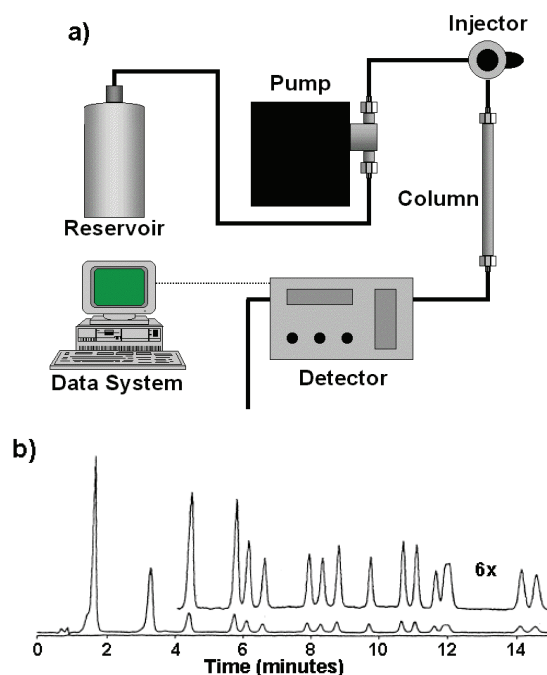 a)
Injector
Pump
Column
Reservoir
Data System
Detector
b)
6x
0 2 4 6 8 10 12 14
Time (minutes)